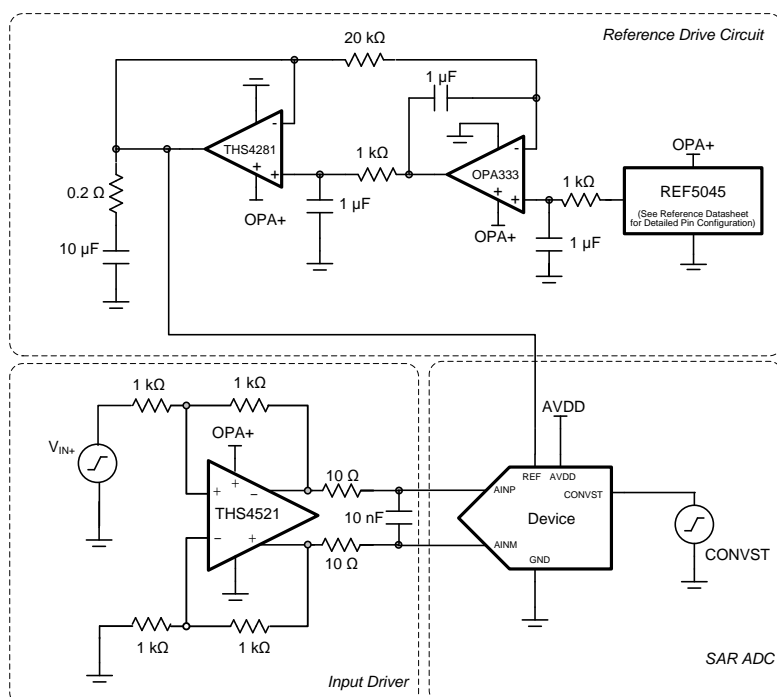 Reference Drive Circuit
20 kΩ
1 µF
-
THS4281
+
+
OPA+
1 kΩ
1 µF
-
OPA333
+
+
OPA+
1 kΩ
1 µF
OPA+
REF5045
(See Reference Datasheet
for Detailed Pin Configuration)
0.2 Ω
10 µF
1 kΩ
1 kΩ
VIN+
OPA+
+
+
−
THS4521
−
+
10 Ω
10 nF
10 Ω
1 kΩ
1 kΩ
Input Driver
AVDD
REF
AVDD
CONVST
AINP
Device
AINM
GND
CONVST
SAR ADC